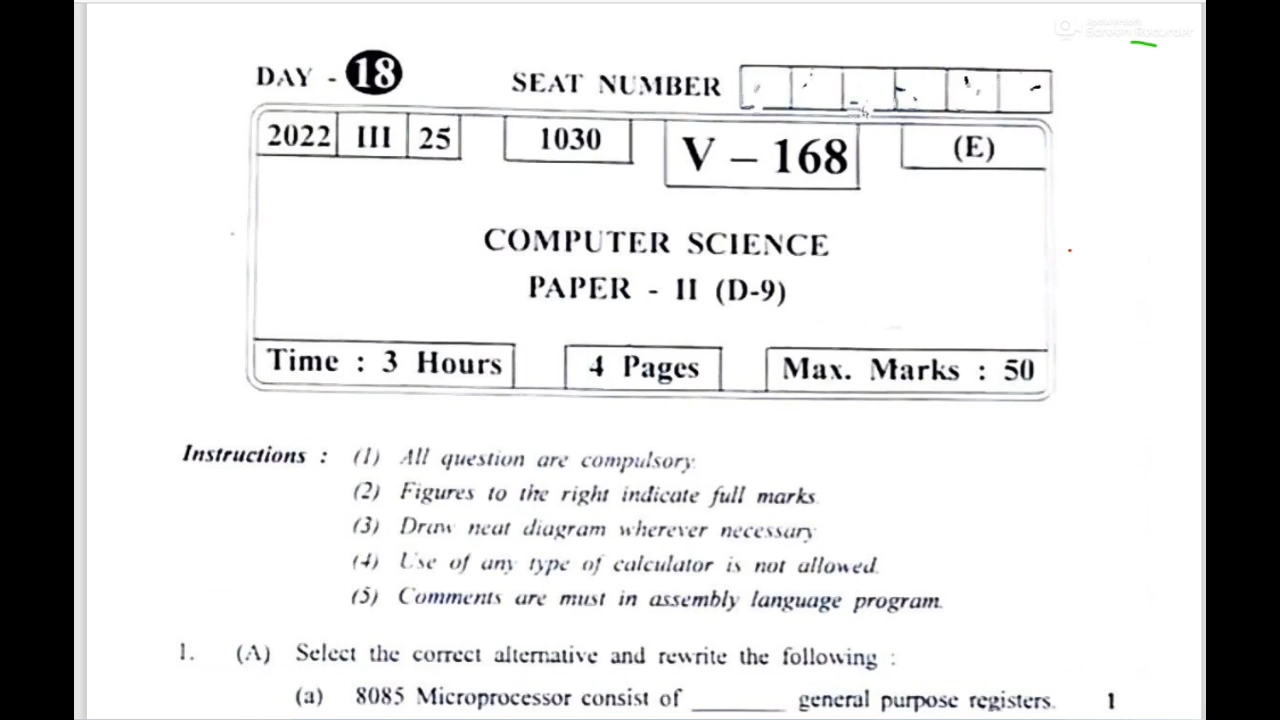 Apowersoft
Screen Recorder
DAY - 18 SEAT NUMBER
2022 III 25 1030 V – 168 (E)
COMPUTER SCIENCE
PAPER - II (D-9)
Time : 3 Hours 4 Pages Max. Marks : 50
Instructions : (1) All question are compulsory.
(2) Figures to the right indicate full marks.
(3) Draw neat diagram wherever necessary
(4) Use of any type of calculator is not allowed.
(5) Comments are must in assembly language program.
1. (A) Select the correct alternative and rewrite the following :
(a) 8085 Microprocessor consist of ________ general purpose registers. 1